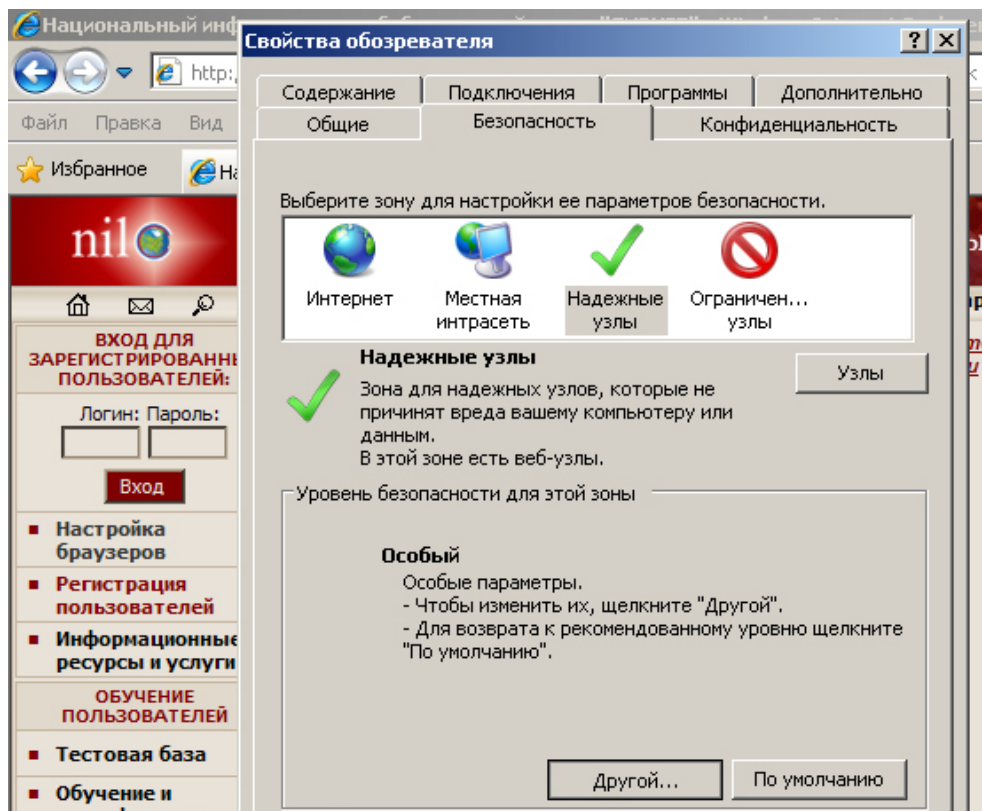 Национальный
Свойства обозревателя
http:
Содержание Подключения Программы Дополнительно
Файл Правка Вид
Общие Безопасность Конфиденциальность
Избранное
Выберите зону для настройки ее параметров безопасности.
nil
Интернет
Местная интрасеть
Надежные узлы
Ограничен... узлы
ВХОД ДЛЯ
ЗАРЕГИСТРИРОВАНН
ПОЛЬЗОВАТЕЛЕЙ:
Логин: Пароль:
Вход
Надежные узлы
Узлы
Зона для надежных узлов, которые не
причинят вреда вашему компьютеру или
данным.
В этой зоне есть веб-узлы.
Уровень безопасности для этой зоны
Особый
Особые параметры.
- Чтобы изменить их, щелкните "Другой".
- Для возврата к рекомендованному уровню щелкните
"По умолчанию".
Настройка
браузеров
Регистрация
пользователей
Информационные
ресурсы и услуги
ОБУЧЕНИЕ
ПОЛЬЗОВАТЕЛЕЙ
Тестовая база
Обучение и
Другой... По умолчанию